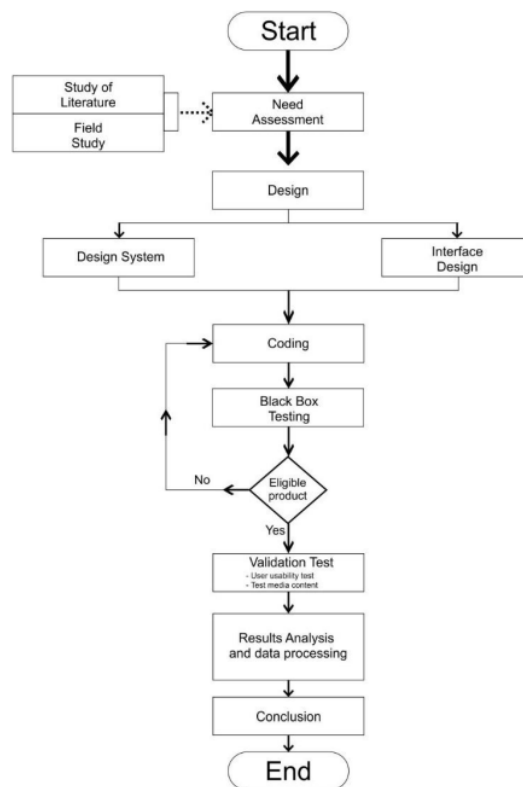 Start
Study of
Literature
Field
Study
Need
Assessment
Design
Design System
Interface
Design
Coding
Black Box
Testing
Eligible
product
No
Yes
Validation Test
- User usability test
- Test media content
Results Analysis
and data processing
Conclusion
End